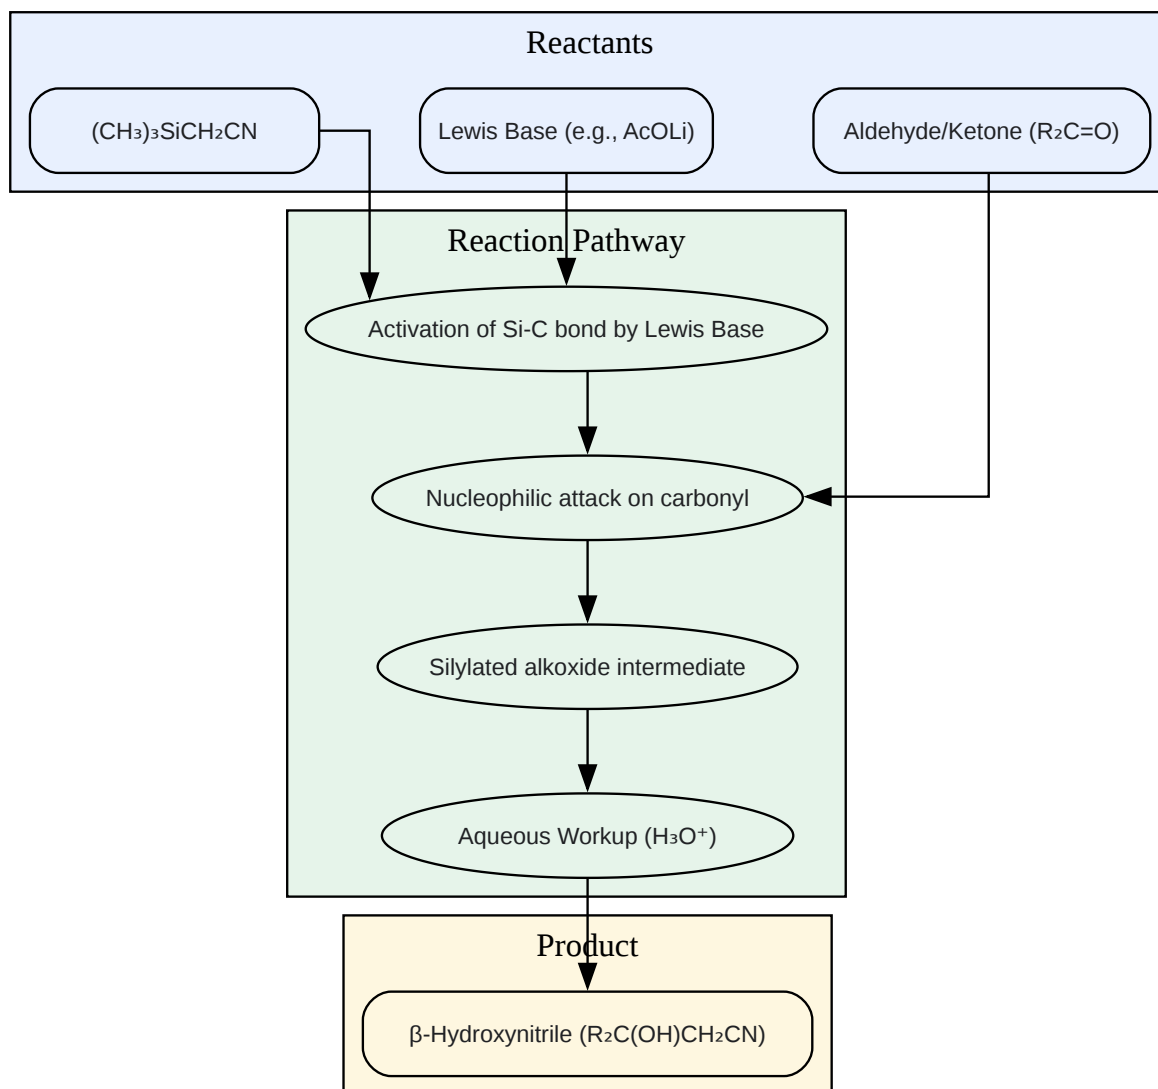 Reactants
(CH₃)₃SiCH₂CN
Lewis Base (e.g., AcOLi)
Aldehyde/Ketone (R₂C=O)
Reaction Pathway
Activation of Si-C bond by Lewis Base
Nucleophilic attack on carbonyl
Silylated alkoxide intermediate
Aqueous Workup (H₃O⁺)
Product
β-Hydroxynitrile (R₂C(OH)CH₂CN)